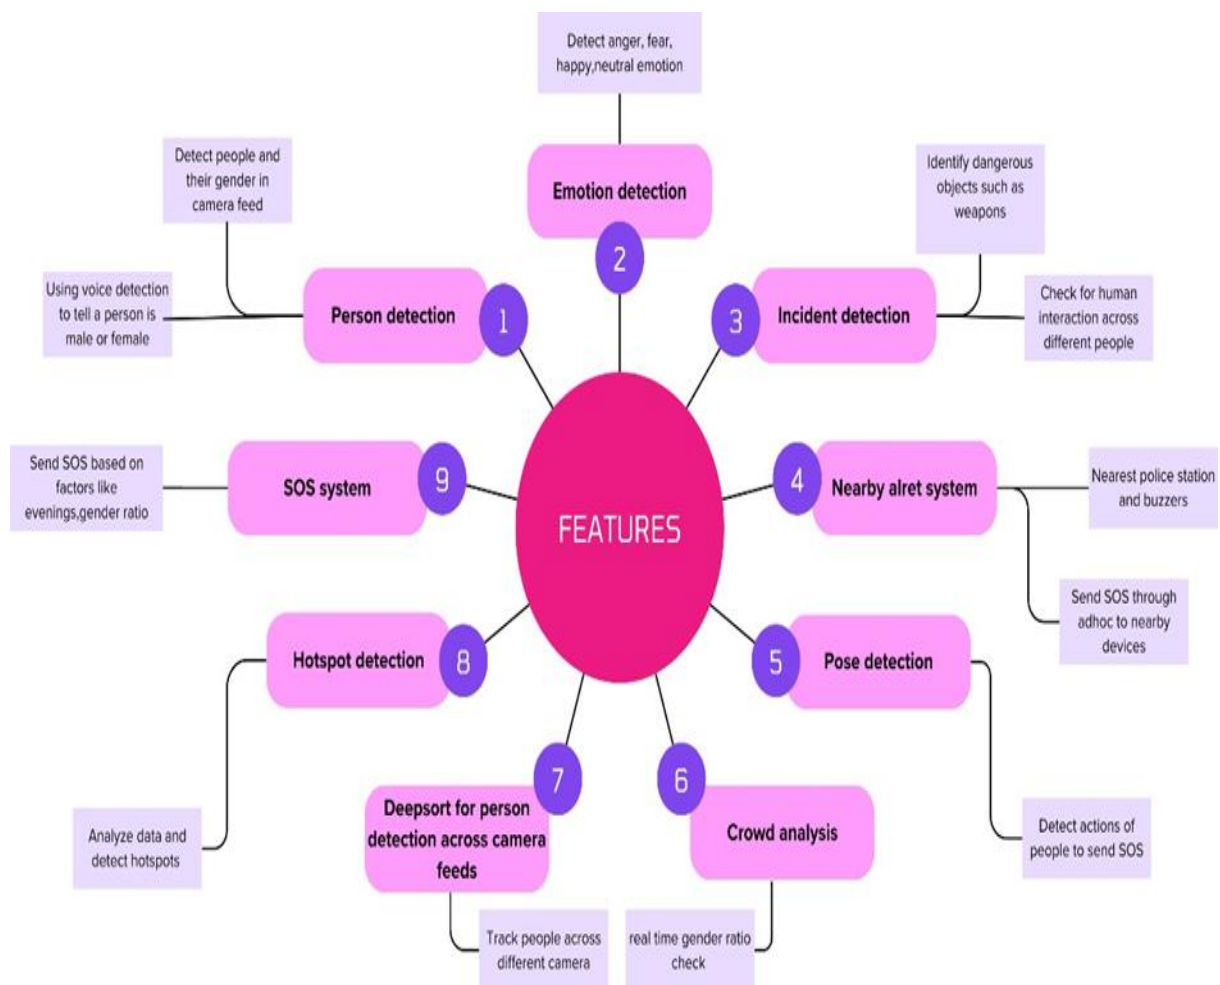 FEATURES
1
Person detection
Detect people and
their gender in
camera feed
Using voice detection
to tell a person is
male or female
2
Emotion detection
Detect anger, fear,
happy,neutral emotion
3
Incident detection
Identify dangerous
objects such as
weapons
Check for human
interaction across
different people
4
Nearby alret system
Nearest police station
and buzzers
Send SOS through
adhoc to nearby
devices
5
Pose detection
Detect actions of
people to send SOS
6
Crowd analysis
real time gender ratio
check
7
Deepsort for person
detection across camera
feeds
Track people across
different camera
8
Hotspot detection
Analyze data and
detect hotspots
9
SOS system
Send SOS based on
factors like
evenings,gender ratio